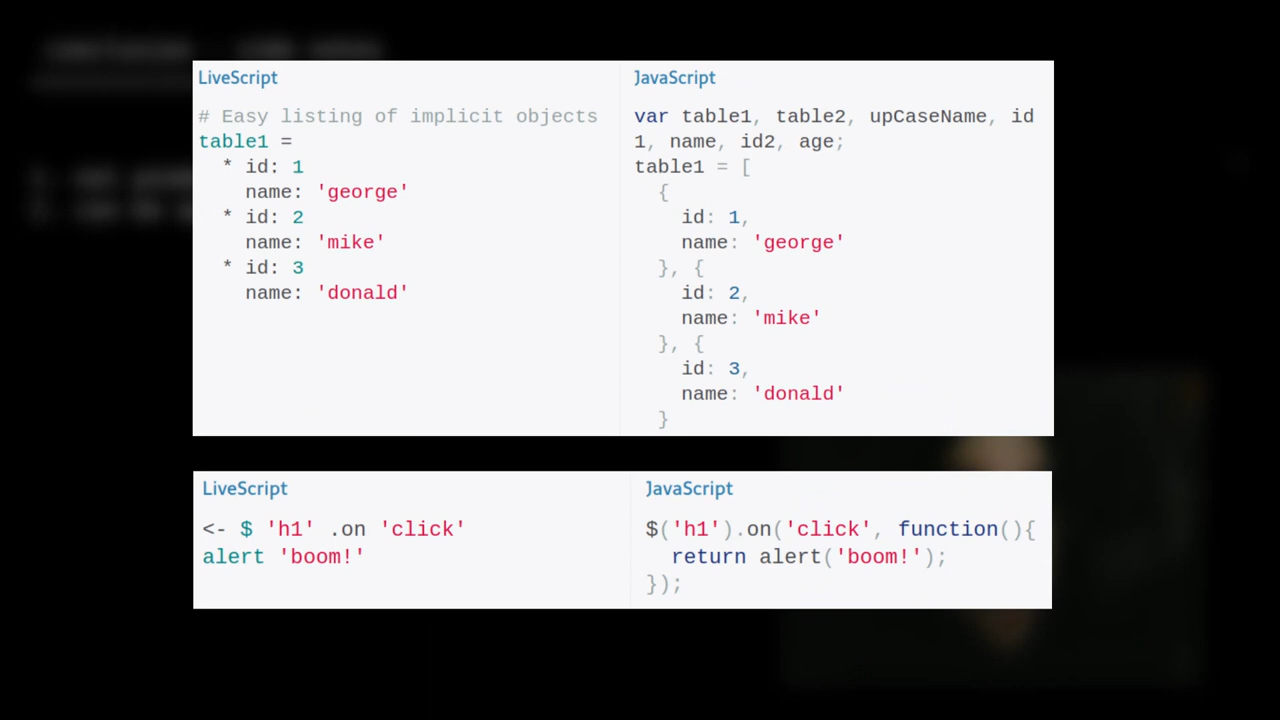 LiveScript
# Easy listing of implicit objects
table1 =
* id: 1
name: 'george'
* id: 2
name: 'mike'
* id: 3
name: 'donald'
JavaScript
var table1, table2, upCaseName, id
1, name, id2, age;
table1 = [
{
id: 1,
name: 'george'
}, {
id: 2,
name: 'mike'
}, {
id: 3,
name: 'donald'
}
LiveScript
<- $ 'h1' .on 'click'
alert 'boom!'
JavaScript
$('h1').on('click', function(){
return alert('boom!');
});